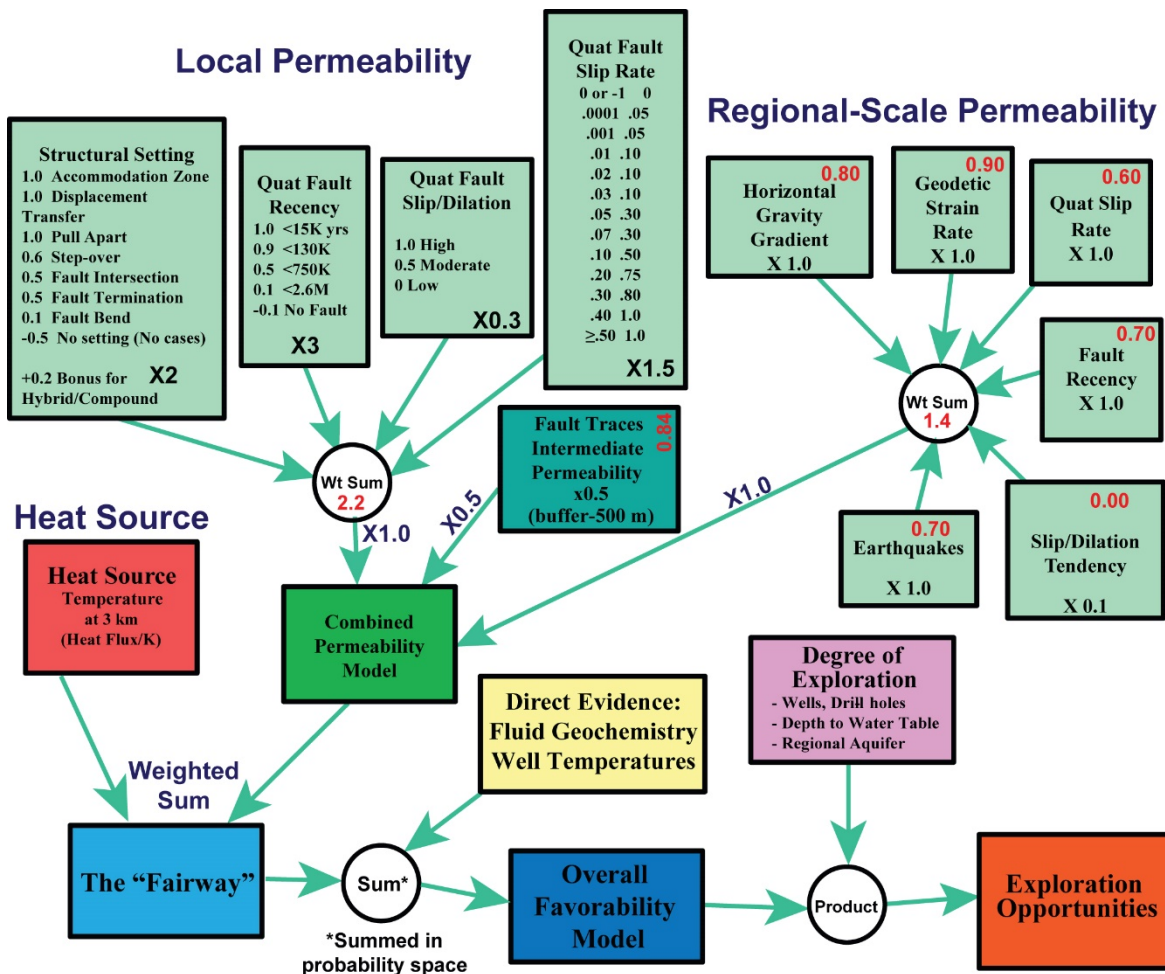 Local Permeability
Structural Setting
1.0 Accommodation Zone
1.0 Displacement
Transfer
1.0 Pull Apart
0.6 Step-over
0.5 Fault Intersection
0.5 Fault Termination
0.1 Fault Bend
-0.5 No setting (No cases)
+0.2 Bonus for
Hybrid/Compound
X2
Quat Fault
Recency
1.0 <15K yrs
0.9 <130K
0.5 <750K
0.1 <2.6M
-0.1 No Fault
X3
Quat Fault
Slip/Dilation
1.0 High
0.5 Moderate
0 Low
X0.3
Quat Fault
Slip Rate
0 or -1 0
.0001 .05
.001 .05
.01 .10
.02 .10
.03 .10
.05 .30
.07 .30
.10 .50
.20 .75
.30 .80
.40 1.0
≥.50 1.0
X1.5
Regional-Scale Permeability
0.80
Horizontal
Gravity
Gradient
X 1.0
0.90
Geodetic
Strain
Rate
X 1.0
0.60
Quat Slip
Rate
X 1.0
0.70
Fault
Recency
X 1.0
Wt Sum
1.4
0.00
Slip/Dilation
Tendency
X 0.1
0.70
Earthquakes
X 1.0
X1.0
Wt Sum
2.2
X1.0
Fault Traces
Intermediate
Permeability
x0.5
(buffer-500 m)
0.84
X0.5
Heat Source
Heat Source
Temperature
at 3 km
(Heat Flux/K)
Combined
Permeability
Model
Direct Evidence:
Fluid Geochemistry
Well Temperatures
Degree of
Exploration
- Wells, Drill holes
- Depth to Water Table
- Regional Aquifer
Weighted
Sum
The “Fairway”
Sum*
*Summed in
probability space
Overall
Favorability
Model
Product
Exploration
Opportunities